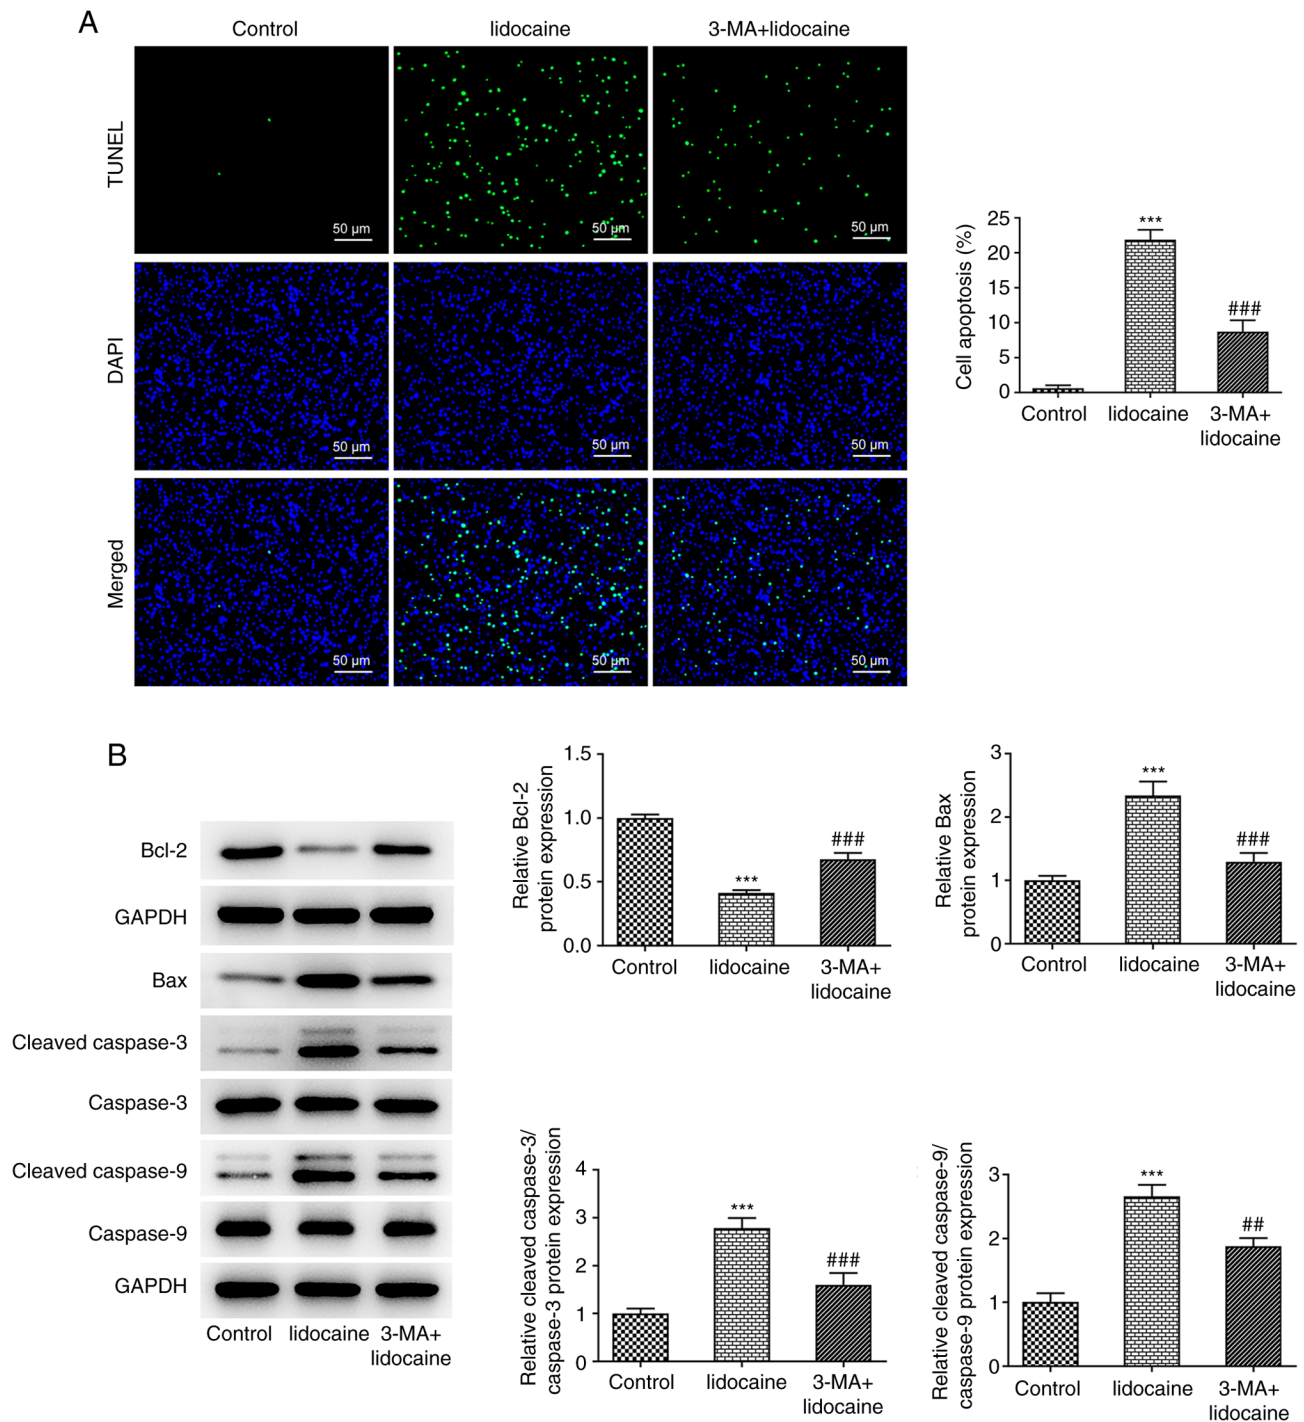 A
Control
lidocaine
3-MA+lidocaine
TUNEL
50 µm
50 µm
50 µm
DAPI
50 µm
50 µm
50 µm
Merged
50 µm
50 µm
50 µm
Cell apoptosis (%)
25
20
15
10
5
0
***
###
Control
lidocaine
3-MA+
lidocaine
B
Bcl-2
GAPDH
Bax
Cleaved caspase-3
Caspase-3
Cleaved caspase-9
Caspase-9
GAPDH
Control
lidocaine
3-MA+
lidocaine
Relative Bcl-2
protein expression
1.5
1.0
0.5
0.0
***
###
Control
lidocaine
3-MA+
lidocaine
Relative Bax
protein expression
3
2
1
0
***
###
Control
lidocaine
3-MA+
lidocaine
Relative cleaved caspase-3/
caspase-3 protein expression
4
3
2
1
0
***
###
Control
lidocaine
3-MA+
lidocaine
Relative cleaved caspase-9/
caspase-9 protein expression
3
2
1
0
***
##
Control
lidocaine
3-MA+
lidocaine